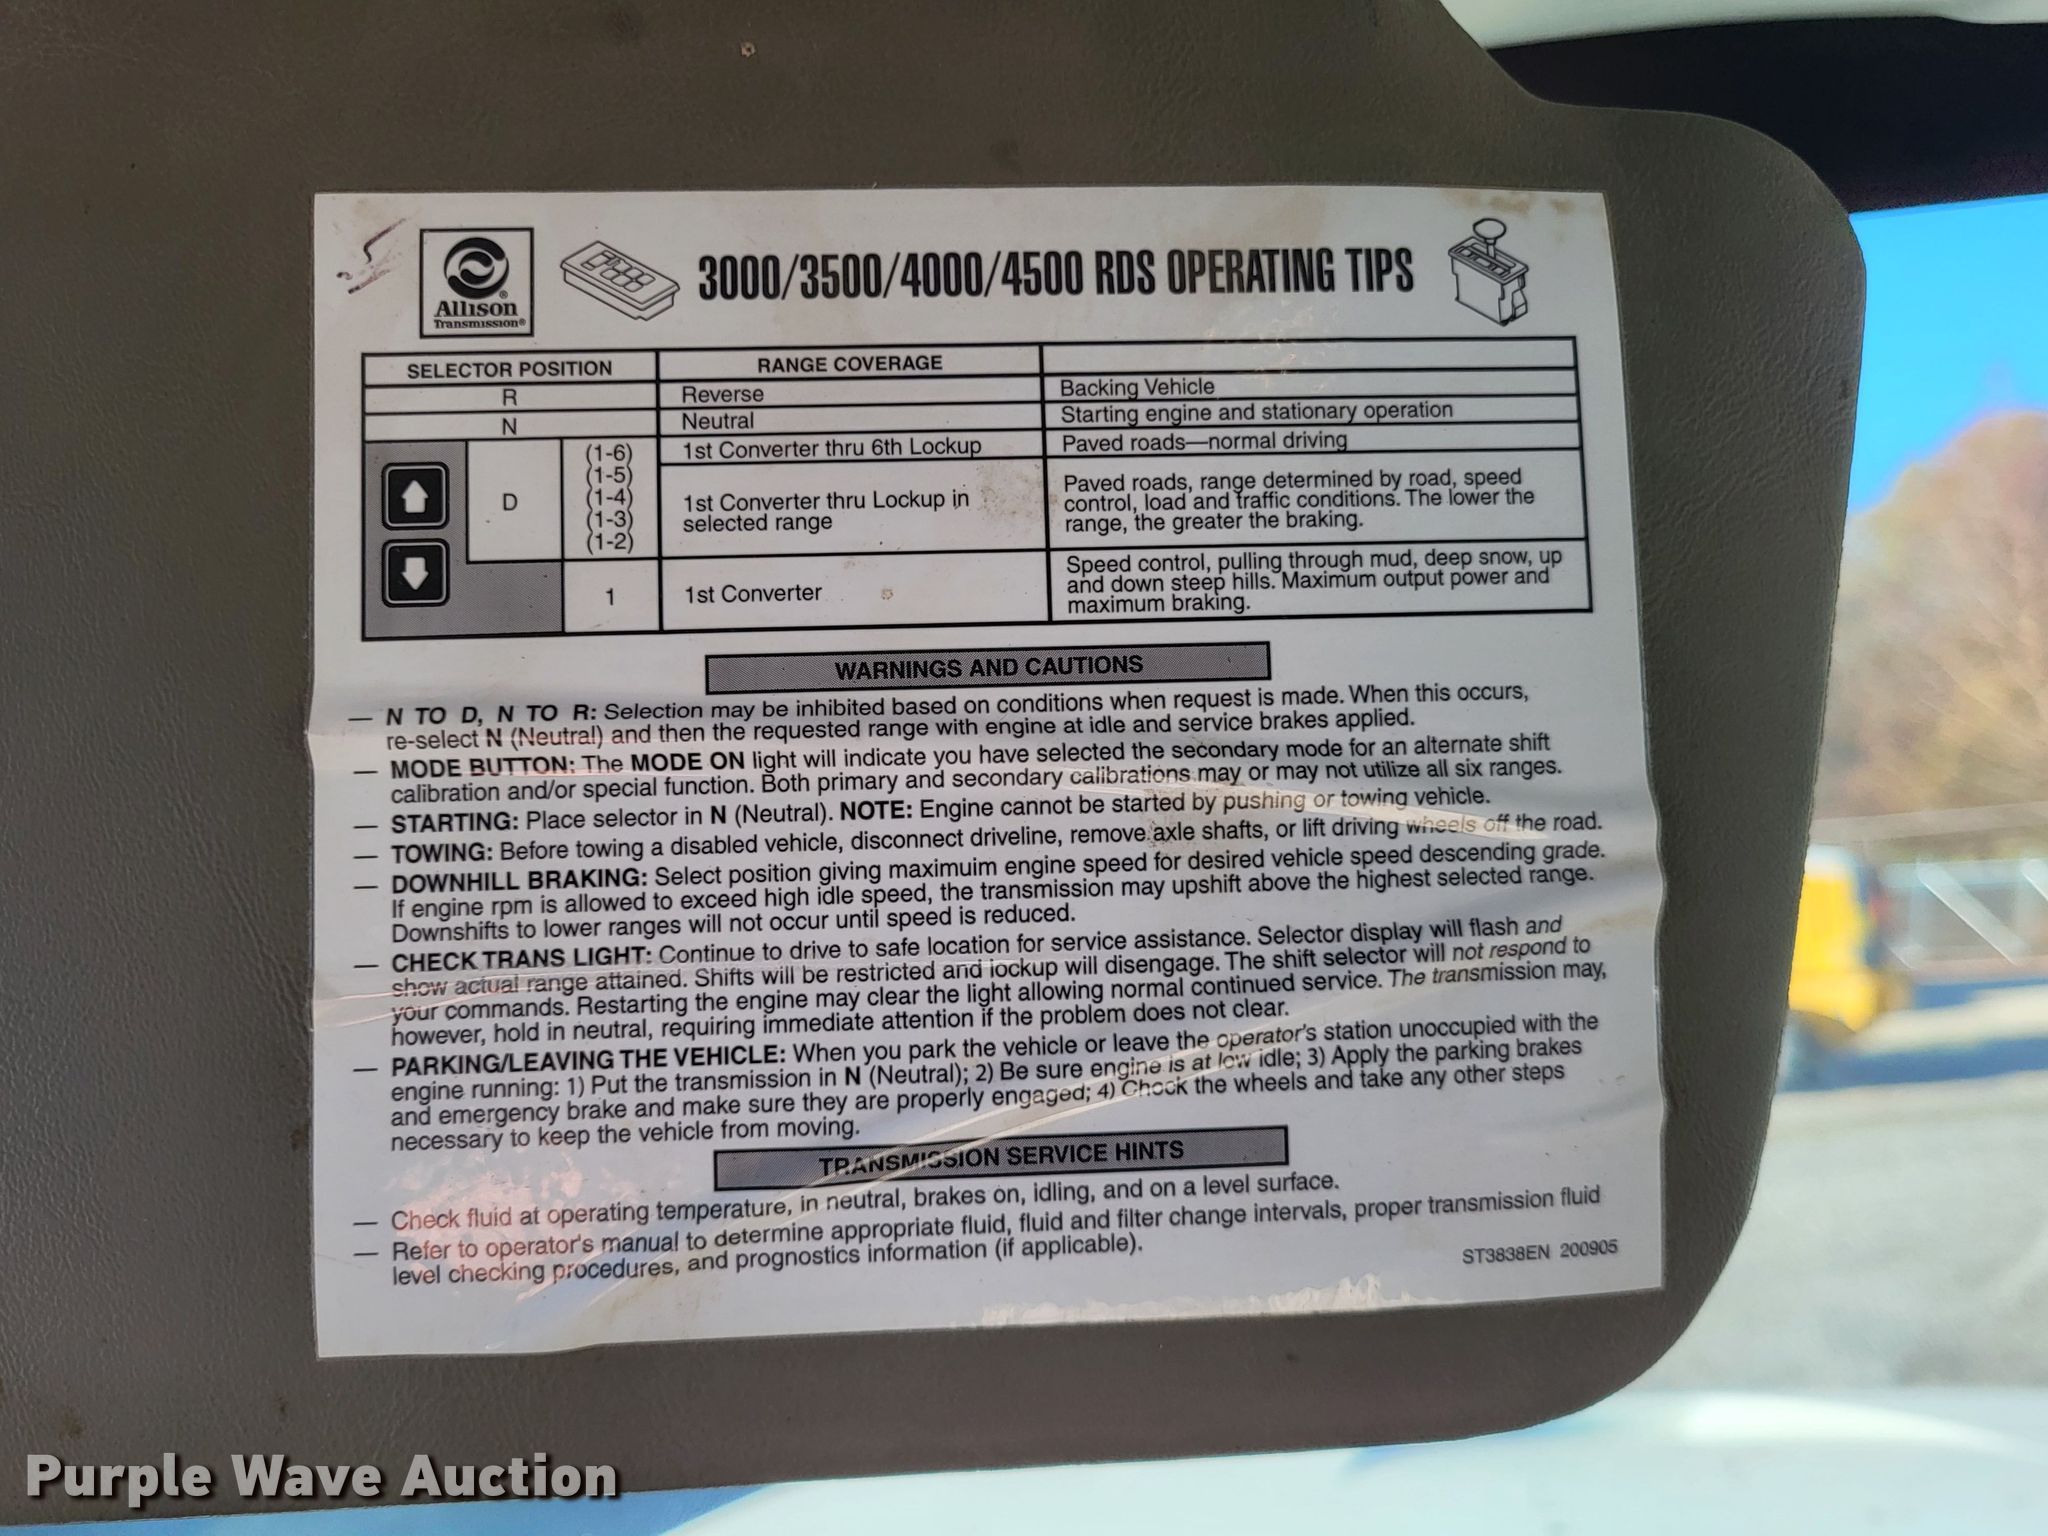 Allison
Transmission®
3000/3500/4000/4500 RDS OPERATING TIPS
SELECTOR POSITION RANGE COVERAGE
R Reverse Backing Vehicle
N Neutral Starting engine and stationary operation
D
(1-6) 1st Converter thru 6th Lockup Paved roads—normal driving
(1-5)
(1-4)
(1-3)
(1-2)
1st Converter thru Lockup in
selected range
Paved roads, range determined by road, speed
control, load and traffic conditions. The lower the
range, the greater the braking.
1 1st Converter
Speed control, pulling through mud, deep snow, up
and down steep hills. Maximum output power and
maximum braking.
WARNINGS AND CAUTIONS
— N TO D, N TO R: Selection may be inhibited based on conditions when request is made. When this occurs,
re-select N (Neutral) and then the requested range with engine at idle and service brakes applied.
— MODE BUTTON: The MODE ON light will indicate you have selected the secondary mode for an alternate shift
calibration and/or special function. Both primary and secondary calibrations may or may not utilize all six ranges.
— STARTING: Place selector in N (Neutral). NOTE: Engine cannot be started by pushing or towing vehicle.
— TOWING: Before towing a disabled vehicle, disconnect driveline, remove axle shafts, or lift driving wheels off the road.
— DOWNHILL BRAKING: Select position giving maximuim engine speed for desired vehicle speed descending grade.
If engine rpm is allowed to exceed high idle speed, the transmission may upshift above the highest selected range.
Downshifts to lower ranges will not occur until speed is reduced.
— CHECK TRANS LIGHT: Continue to drive to safe location for service assistance. Selector display will flash and
show actual range attained. Shifts will be restricted and lockup will disengage. The shift selector will not respond to
your commands. Restarting the engine may clear the light allowing normal continued service. The transmission may,
however, hold in neutral, requiring immediate attention if the problem does not clear.
— PARKING/LEAVING THE VEHICLE: When you park the vehicle or leave the operator's station unoccupied with the
engine running: 1) Put the transmission in N (Neutral); 2) Be sure engine is at low idle; 3) Apply the parking brakes
and emergency brake and make sure they are properly engaged; 4) Chock the wheels and take any other steps
necessary to keep the vehicle from moving.
TRANSMISSION SERVICE HINTS
— Check fluid at operating temperature, in neutral, brakes on, idling, and on a level surface.
— Refer to operator's manual to determine appropriate fluid, fluid and filter change intervals, proper transmission fluid
level checking procedures, and prognostics information (if applicable).
ST3838EN 200905
Purple Wave Auction